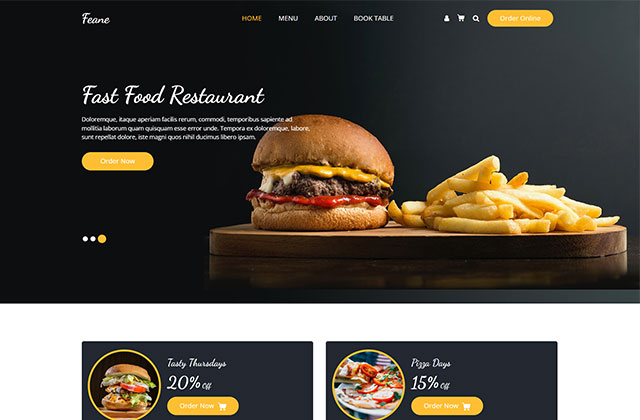 Feane
HOME MENU ABOUT BOOK TABLE
Order Online
Fast Food Restaurant
Doloremque, itaque aperiam facilis rerum, commodi, temporibus sapiente ad
mollitia laborum quam quisquam esse error unde. Tempora ex doloremque, labore,
sunt repellat dolore, iste magni quos nihil ducimus libero ipsam.
Order Now
Tasty Thursdays
20% Off
Order Now
Pizza Days
15% Off
Order Now